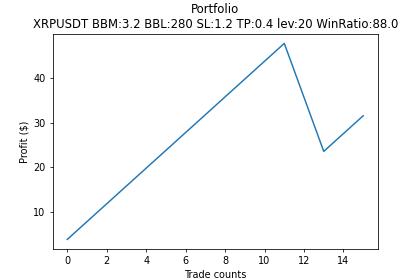 Portfolio
XRPUSDT BBM:3.2 BBL:280 SL:1.2 TP:0.4 lev:20 WinRatio:88.0
Profit ($)
40
30
20
10
0 2 4 6 8 10 12 14
Trade counts